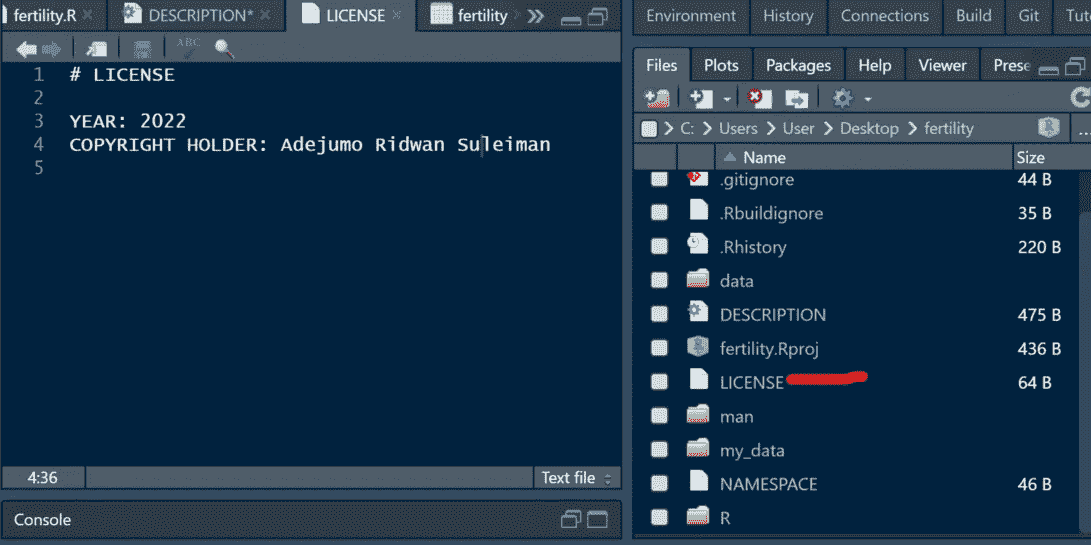 fertility.R
DESCRIPTION*
LICENSE
fertility
ABC
1 # LICENSE
2
3 YEAR: 2022
4 COPYRIGHT HOLDER: Adejumo Ridwan Suleiman
5
4:36
Text file
Console
Environment History Connections Build Git Tut
Files Plots Packages Help Viewer Prese
C: Users User Desktop fertility ...
Name Size
.gitignore 44 B
.Rbuildignore 35 B
.Rhistory 220 B
data
DESCRIPTION 475 B
fertility.Rproj 436 B
LICENSE 64 B
man
my_data
NAMESPACE 46 B
R